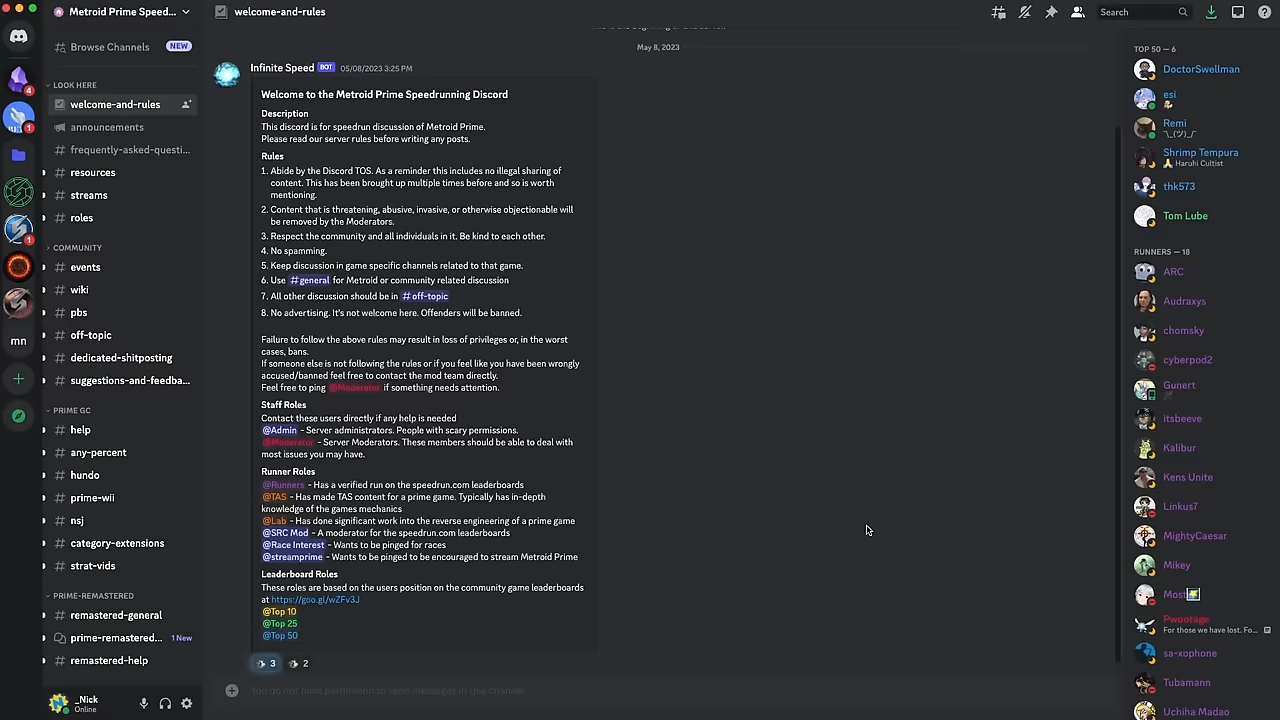 Metroid Prime Speed...
Browse Channels NEW
LOOK HERE
welcome-and-rules
announcements
frequently-asked-questi...
resources
streams
roles
COMMUNITY
events
wiki
pbs
off-topic
dedicated-shitposting
suggestions-and-feedba...
PRIME GC
help
any-percent
hundo
prime-wii
nsj
category-extensions
strat-vids
PRIME-REMASTERED
remastered-general
prime-remastered... 1 New
remastered-help
_Nick
Online
4
1
1
mn
welcome-and-rules
Search
May 8, 2023
Infinite Speed BOT 05/08/2023 3:25 PM
Welcome to the Metroid Prime Speedrunning Discord
Description
This discord is for speedrun discussion of Metroid Prime.
Please read our server rules before writing any posts.
Rules
1. Abide by the Discord TOS. As a reminder this includes no illegal sharing of
content. This has been brought up multiple times before and so is worth
mentioning.
2. Content that is threatening, abusive, invasive, or otherwise objectionable will
be removed by the Moderators.
3. Respect the community and all individuals in it. Be kind to each other.
4. No spamming.
5. Keep discussion in game specific channels related to that game.
6. Use #general for Metroid or community related discussion
7. All other discussion should be in #off-topic
8. No advertising. It's not welcome here. Offenders will be banned.
Failure to follow the above rules may result in loss of privileges or, in the worst
cases, bans.
If someone else is not following the rules or if you feel like you have been wrongly
accused/banned feel free to contact the mod team directly.
Feel free to ping @Moderator if something needs attention.
Staff Roles
Contact these users directly if any help is needed
@Admin - Server administrators. People with scary permissions.
@Moderator - Server Moderators. These members should be able to deal with
most issues you may have.
Runner Roles
@Runners - Has a verified run on the speedrun.com leaderboards
@TAS - Has made TAS content for a prime game. Typically has in-depth
knowledge of the games mechanics
@Lab - Has done significant work into the reverse engineering of a prime game
@SRC Mod - A moderator for the speedrun.com leaderboards
@Race Interest - Wants to be pinged for races
@streamprime - Wants to be pinged to be encouraged to stream Metroid Prime
Leaderboard Roles
These roles are based on the users position on the community game leaderboards
at https://goo.gl/wZFv3J
@Top 10
@Top 25
@Top 50
3 2
You do not have permission to send messages in this channel.
TOP 50 — 6
DoctorSwellman
esi
Remi
¯\_(ツ)_/¯
Shrimp Tempura
Haruhi Cultist
thk573
Tom Lube
RUNNERS — 18
ARC
Audraxys
chomsky
cyberpod2
Gunert
itsbeeve
Kalibur
Kens Unite
Linkus7
MightyCaesar
Mikey
Most
Pwootage
For those we have lost. Fo...
sa-xophone
Tubamann
Uchiha Madao